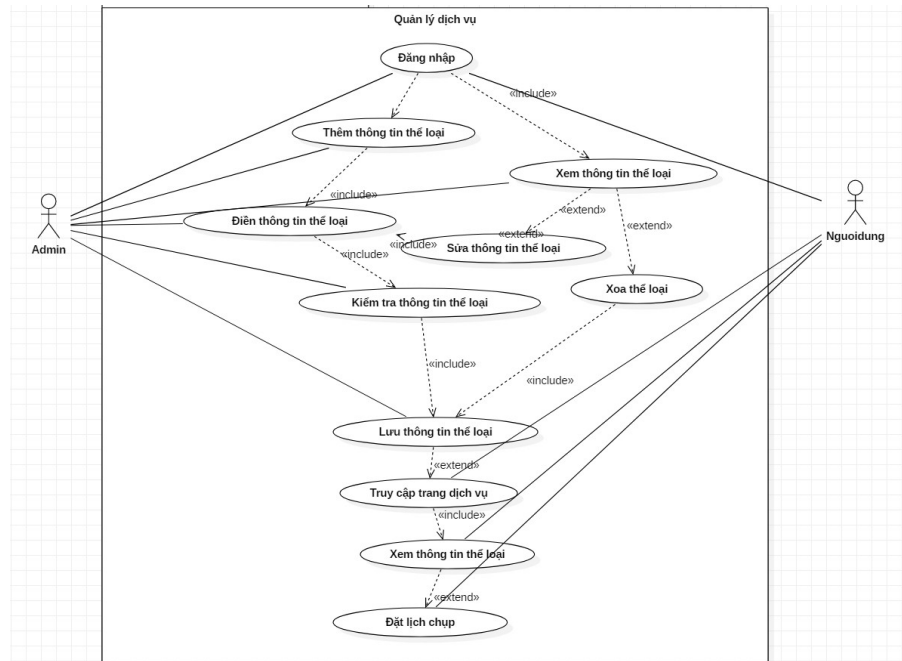 Quản lý dịch vụ
Đăng nhập
«include»
Thêm thông tin thể loại
Xem thông tin thể loại
«include»
«extend»
Điền thông tin thể loại
«extend»
«extend»
«include»
Sửa thông tin thể loại
«include»
Admin
Nguoidung
Kiểm tra thông tin thể loại
Xoa thể loại
«include»
«include»
Lưu thông tin thể loại
«extend»
Truy cập trang dịch vụ
«include»
Xem thông tin thể loại
«extend»
Đặt lịch chụp